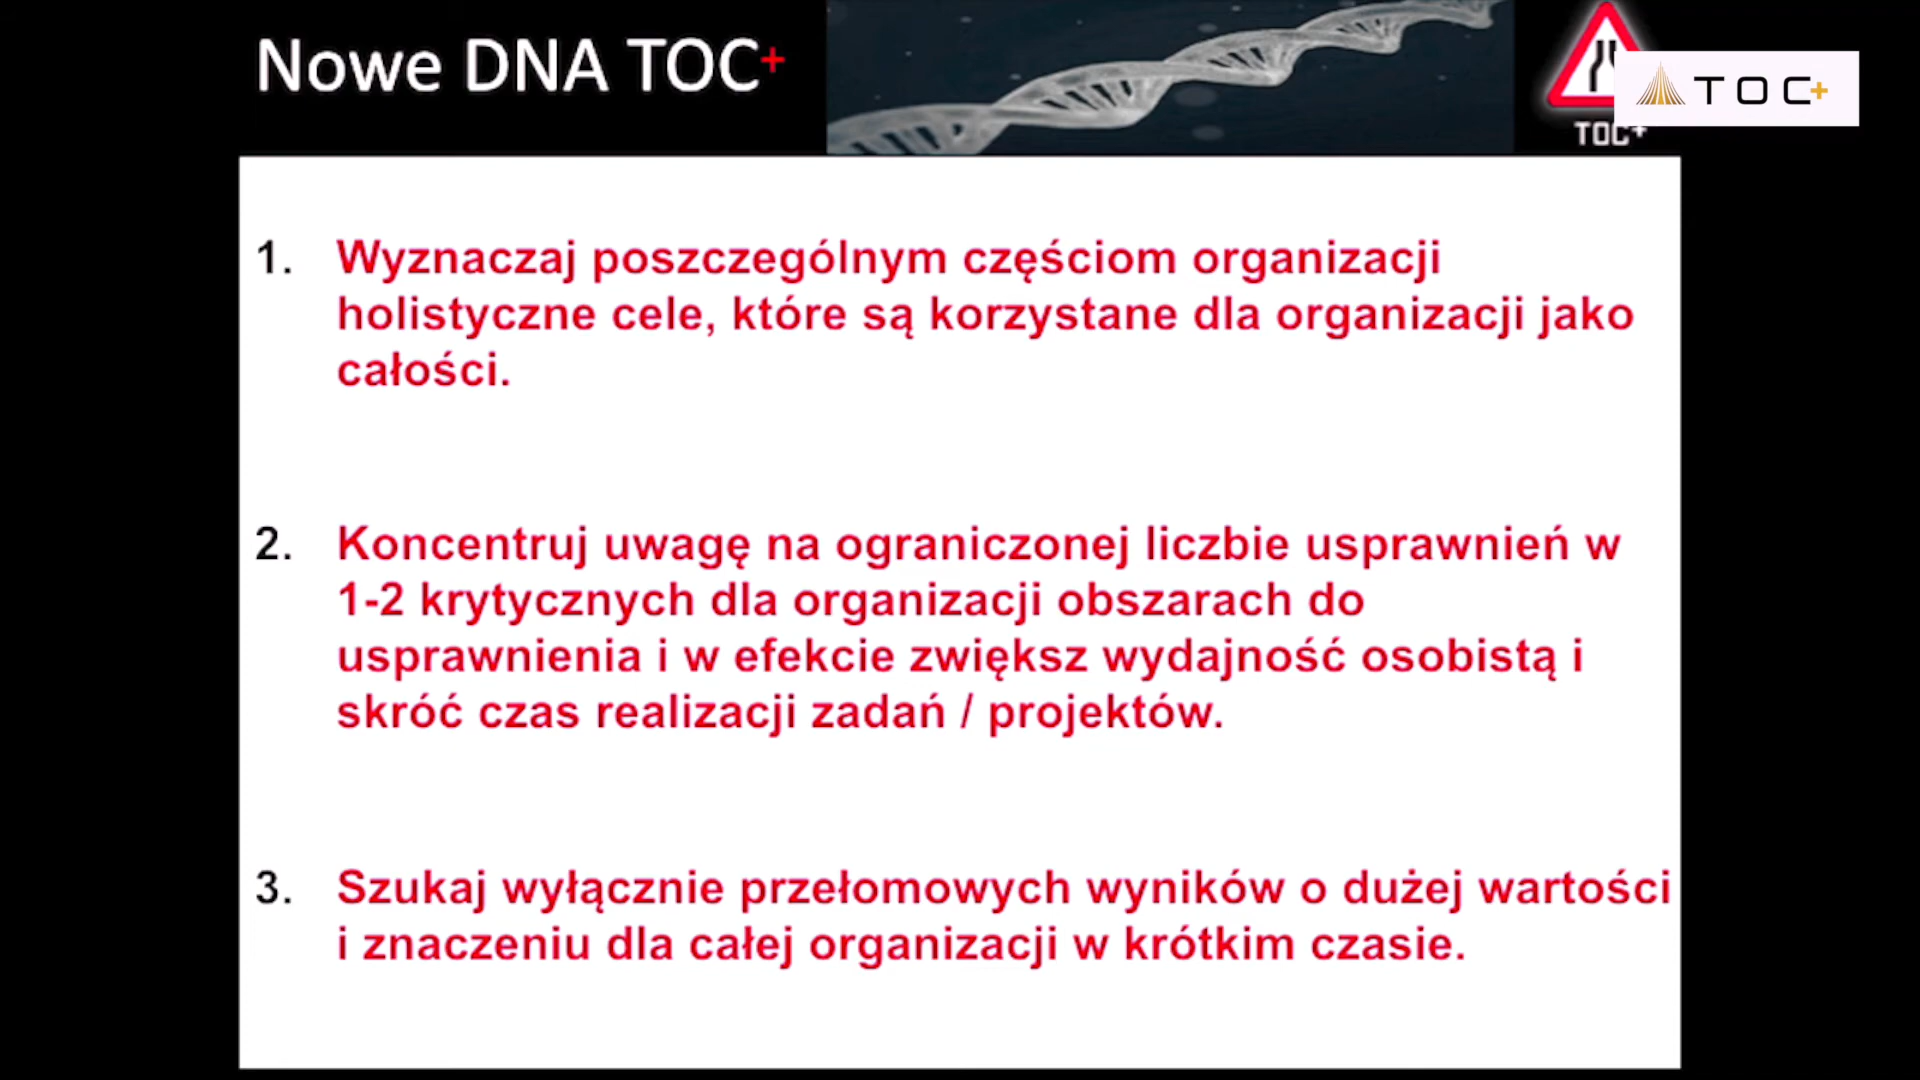 Nowe DNA TOC+
TOC+
TOC+
1. Wyznaczaj poszczególnym częściom organizacji
holistyczne cele, które są korzystane dla organizacji jako
całości.
2. Koncentruj uwagę na ograniczonej liczbie usprawnień w
1-2 krytycznych dla organizacji obszarach do
usprawnienia i w efekcie zwiększ wydajność osobistą i
skróć czas realizacji zadań / projektów.
3. Szukaj wyłącznie przełomowych wyników o dużej wartości
i znaczeniu dla całej organizacji w krótkim czasie.